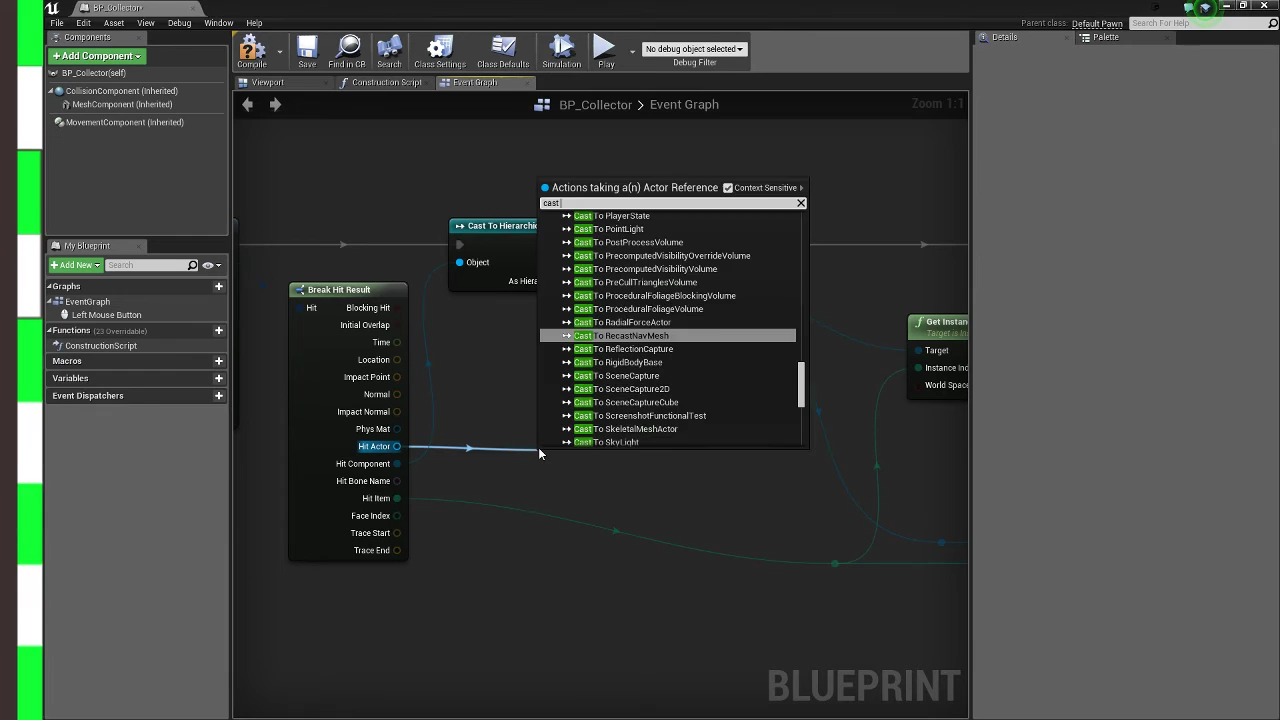 BP_Collector*
File Edit Asset View Debug Window Help
Parent class: Default Pawn
Search For Help
Components
+ Add Component
BP_Collector(self)
CollisionComponent (Inherited)
MeshComponent (Inherited)
MovementComponent (Inherited)
My Blueprint
+ Add New
Search
Graphs
EventGraph
Left Mouse Button
Functions (23 Overridable)
ConstructionScript
Macros
Variables
Event Dispatchers
Compile
Save
Find in CB
Search
Class Settings
Class Defaults
Simulation
Play
No debug object selected
Debug Filter
Viewport
Construction Script
Event Graph
BP_Collector > Event Graph
Zoom 1:1
Cast To Hierarchic
Object
As Hiera
Break Hit Result
Hit
Blocking Hit
Initial Overlap
Time
Location
Impact Point
Normal
Impact Normal
Phys Mat
Hit Actor
Hit Component
Hit Bone Name
Hit Item
Face Index
Trace Start
Trace End
Actions taking a(n) Actor Reference
Context Sensitive
cast
Cast To PlayerState
Cast To PointLight
Cast To PostProcessVolume
Cast To PrecomputedVisibilityOverrideVolume
Cast To PrecomputedVisibilityVolume
Cast To PreCullTrianglesVolume
Cast To ProceduralFoliageBlockingVolume
Cast To ProceduralFoliageVolume
Cast To RadialForceActor
Cast To RecastNavMesh
Cast To ReflectionCapture
Cast To RigidBodyBase
Cast To SceneCapture
Cast To SceneCapture2D
Cast To SceneCaptureCube
Cast To ScreenshotFunctionalTest
Cast To SkeletalMeshActor
Cast To SkyLight
f Get Instanc
Target is Ins
Target
Instance Ind
World Space
BLUEPRINT
Details
Palette